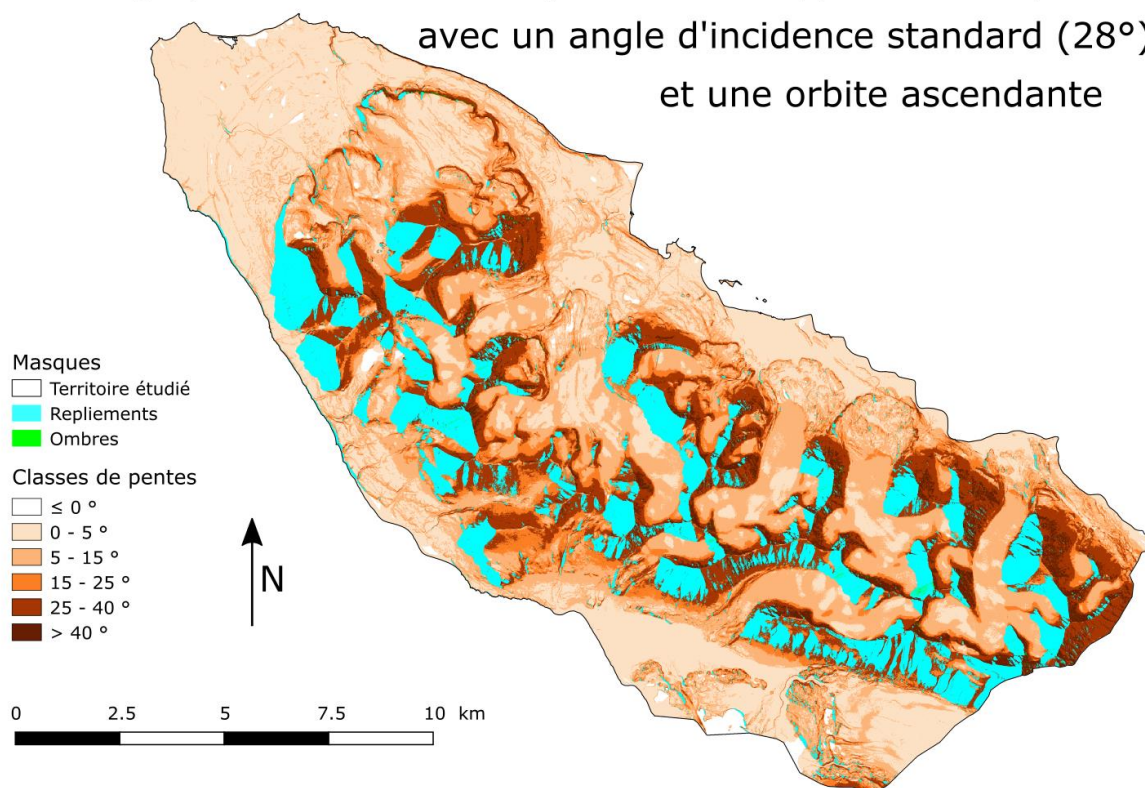 avec un angle d'incidence standard (28°)
et une orbite ascendante
Masques
Territoire étudié
Repliements
Ombres
Classes de pentes
≤ 0 °
0 - 5 °
5 - 15 °
15 - 25 °
25 - 40 °
> 40 °
N
0 2.5 5 7.5 10 km